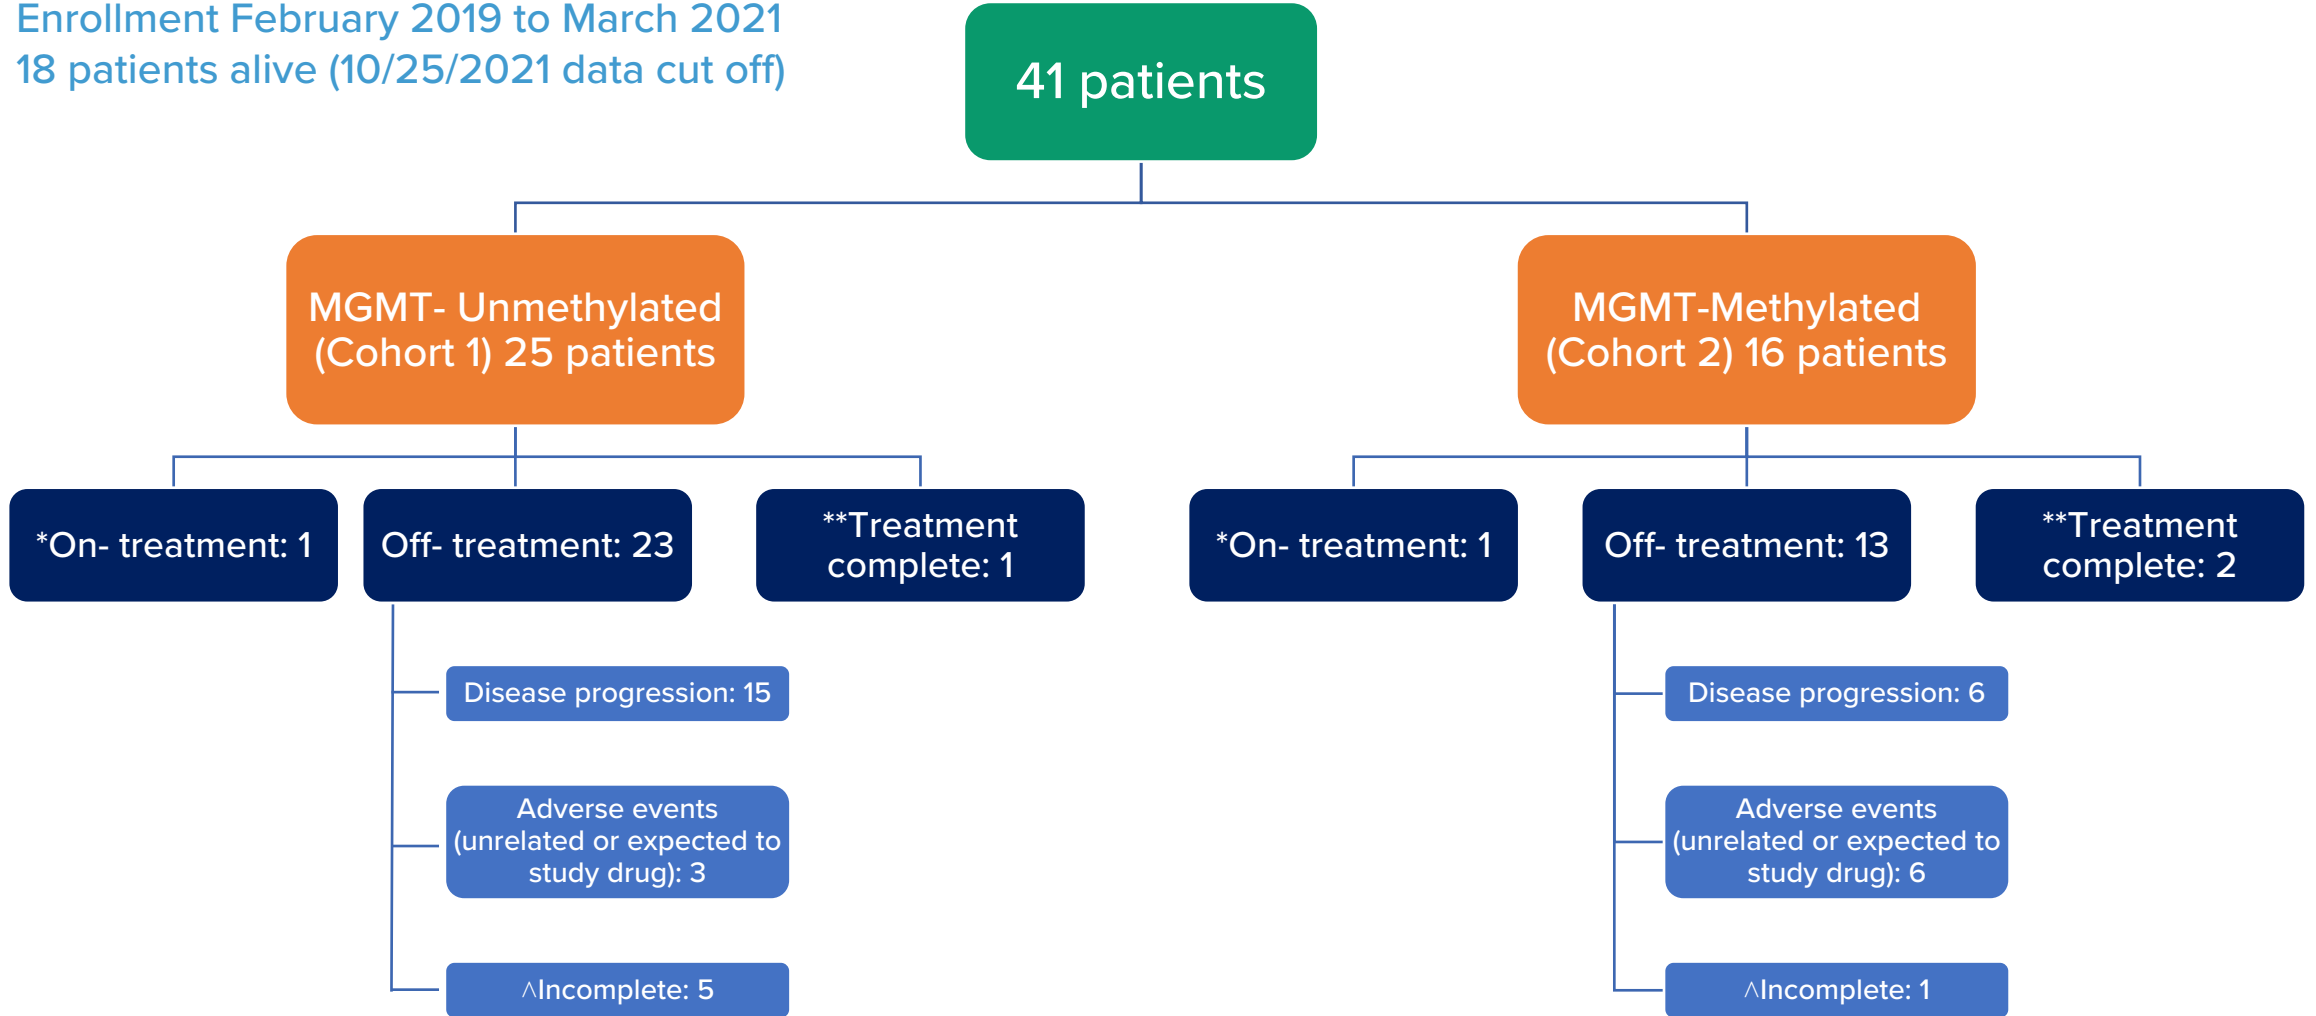 Enrollment February 2019 to March 2021
18 patients alive (10/25/2021 data cut off)
41 patients
MGMT- Unmethylated
(Cohort 1) 25 patients
MGMT-Methylated
(Cohort 2) 16 patients
*On- treatment: 1
Off- treatment: 23
**Treatment
complete: 1
*On- treatment: 1
Off- treatment: 13
**Treatment
complete: 2
Disease progression: 15
Adverse events
(unrelated or expected to
study drug): 3
^Incomplete: 5
Disease progression: 6
Adverse events
(unrelated or expected to
study drug): 6
^Incomplete: 1